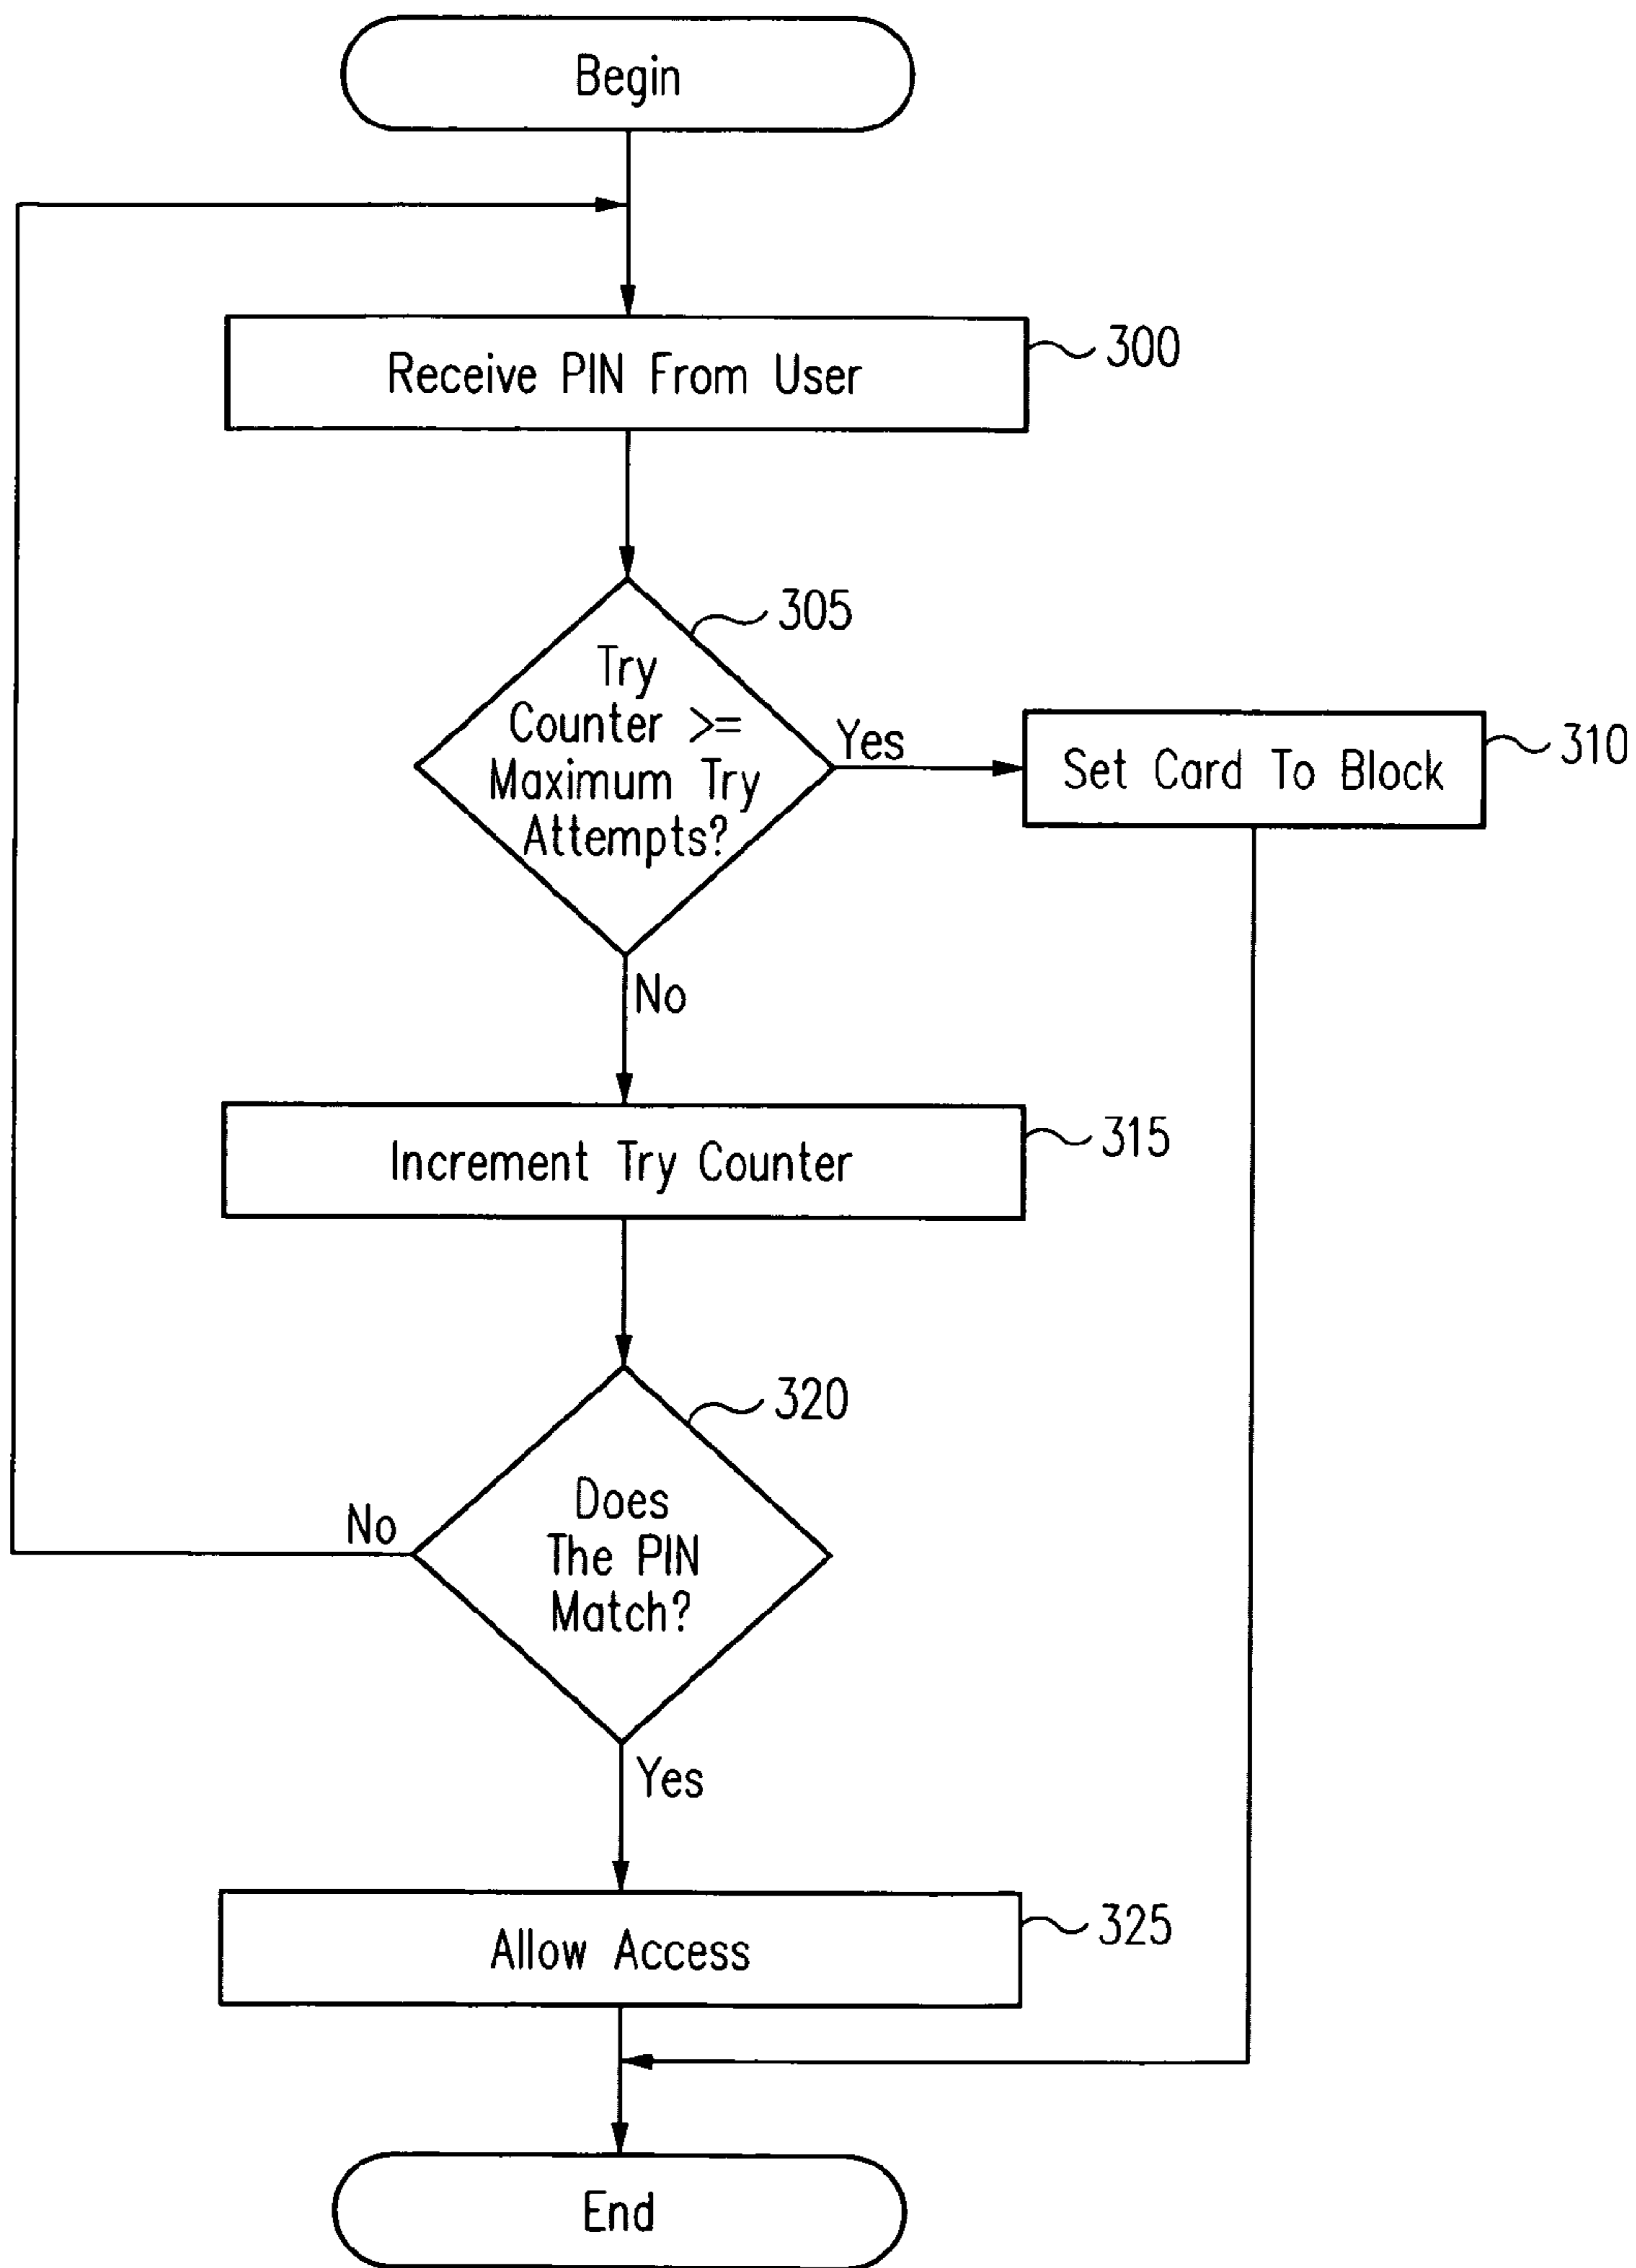 Begin
Receive PIN From User
300
305
Try
Counter >=
Maximum Try
Attempts?
Yes
Set Card To Block
310
No
Increment Try Counter
315
320
Does
The PIN
Match?
No
Yes
Allow Access
325
End